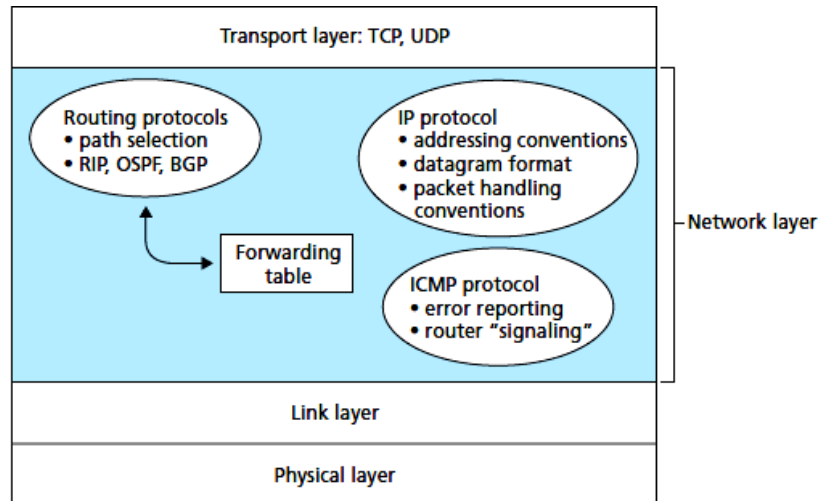 Transport layer: TCP, UDP
Routing protocols
• path selection
• RIP, OSPF, BGP
IP protocol
• addressing conventions
• datagram format
• packet handling
conventions
Network layer
Forwarding
table
ICMP protocol
• error reporting
• router “signaling”
Link layer
Physical layer